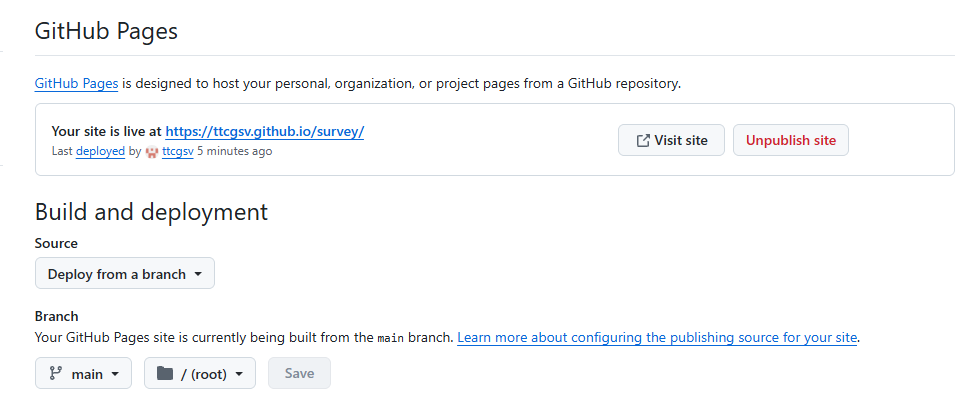 GitHub Pages
GitHub Pages is designed to host your personal, organization, or project pages from a GitHub repository.
Your site is live at https://ttcgsv.github.io/survey/
Last deployed by ttcgsv 5 minutes ago
Visit site
Unpublish site
Build and deployment
Source
Deploy from a branch
Branch
Your GitHub Pages site is currently being built from the main branch. Learn more about configuring the publishing source for your site.
main
/ (root)
Save